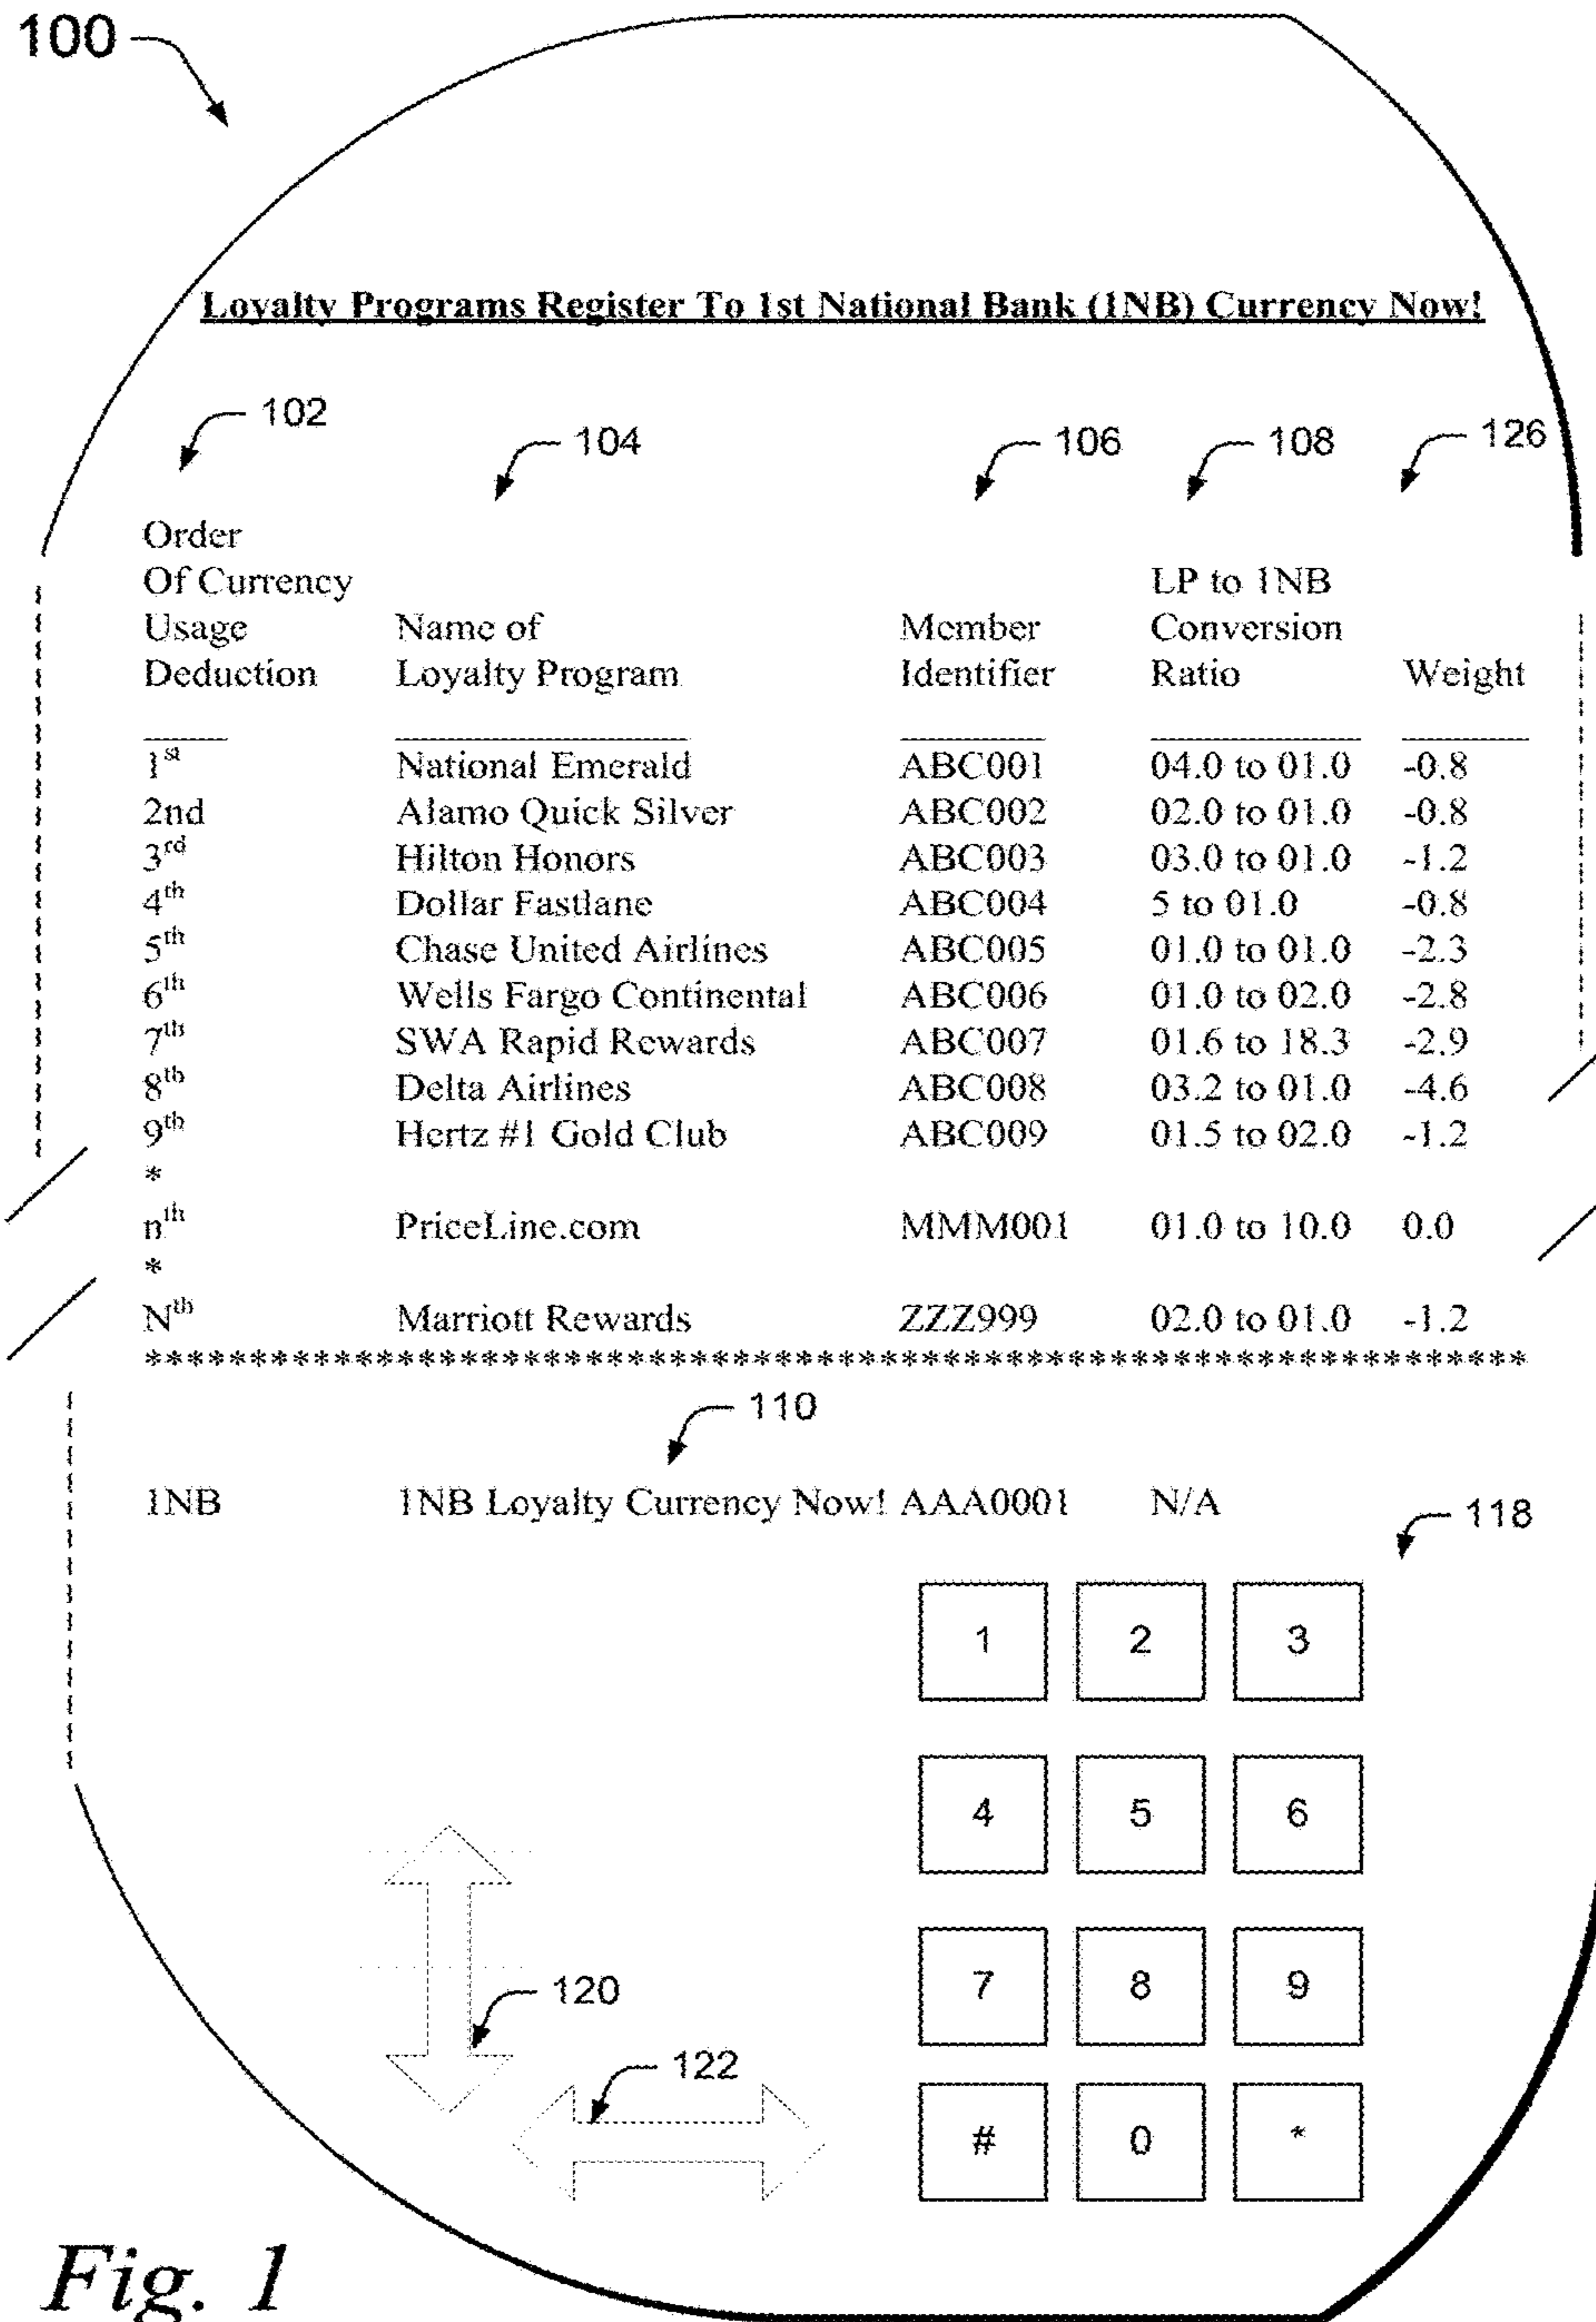 100
Loyalty Programs Register To 1st National Bank (1NB) Currency Now!
102
104
106
108
126
Order
Of Currency
LP to 1NB
Usage
Name of
Member
Conversion
Deduction
Loyalty Program
Identifier
Ratio
Weight
1st National Emerald ABC001 04.0 to 01.0 -0.8
2nd Alamo Quick Silver ABC002 02.0 to 01.0 -0.8
3rd Hilton Honors ABC003 03.0 to 01.0 -1.2
4th Dollar Fastlane ABC004 5 to 01.0 -0.8
5th Chase United Airlines ABC005 01.0 to 01.0 -2.3
6th Wells Fargo Continental ABC006 01.0 to 02.0 -2.8
7th SWA Rapid Rewards ABC007 01.6 to 18.3 -2.9
8th Delta Airlines ABC008 03.2 to 01.0 -4.6
9th Hertz #1 Gold Club ABC009 01.5 to 02.0 -1.2
*
nth PriceLine.com MMM001 01.0 to 10.0 0.0
*
Nth Marriott Rewards ZZZ999 02.0 to 01.0 -1.2
******************************************************************
110
1NB 1NB Loyalty Currency Now! AAA0001 N/A
118
1 2 3
4 5 6
7 8 9
120
122
# 0 *
Fig. 1